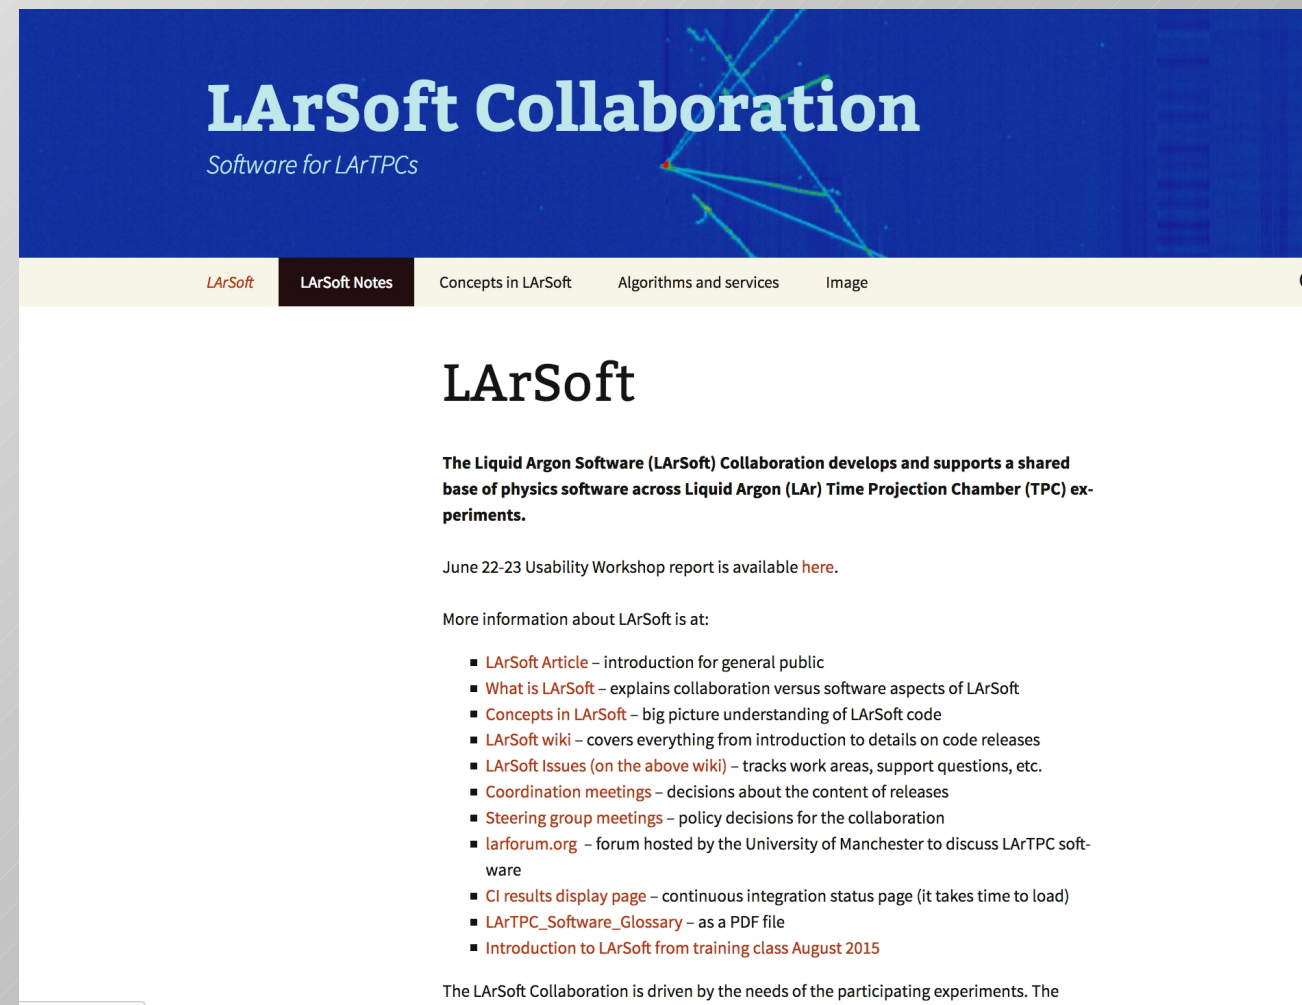 LArSoft Collaboration
Software for LArTPCs
LArSoft
LArSoft Notes
Concepts in LArSoft
Algorithms and services
Image
LArSoft
The Liquid Argon Software (LArSoft) Collaboration develops and supports a shared
base of physics software across Liquid Argon (LAr) Time Projection Chamber (TPC) ex-
periments.
June 22-23 Usability Workshop report is available here.
More information about LArSoft is at:
LArSoft Article – introduction for general public
What is LArSoft – explains collaboration versus software aspects of LArSoft
Concepts in LArSoft – big picture understanding of LArSoft code
LArSoft wiki – covers everything from introduction to details on code releases
LArSoft Issues (on the above wiki) – tracks work areas, support questions, etc.
Coordination meetings – decisions about the content of releases
Steering group meetings – policy decisions for the collaboration
larforum.org – forum hosted by the University of Manchester to discuss LArTPC soft-
ware
CI results display page – continuous integration status page (it takes time to load)
LArTPC_Software_Glossary – as a PDF file
Introduction to LArSoft from training class August 2015
The LArSoft Collaboration is driven by the needs of the participating experiments. The